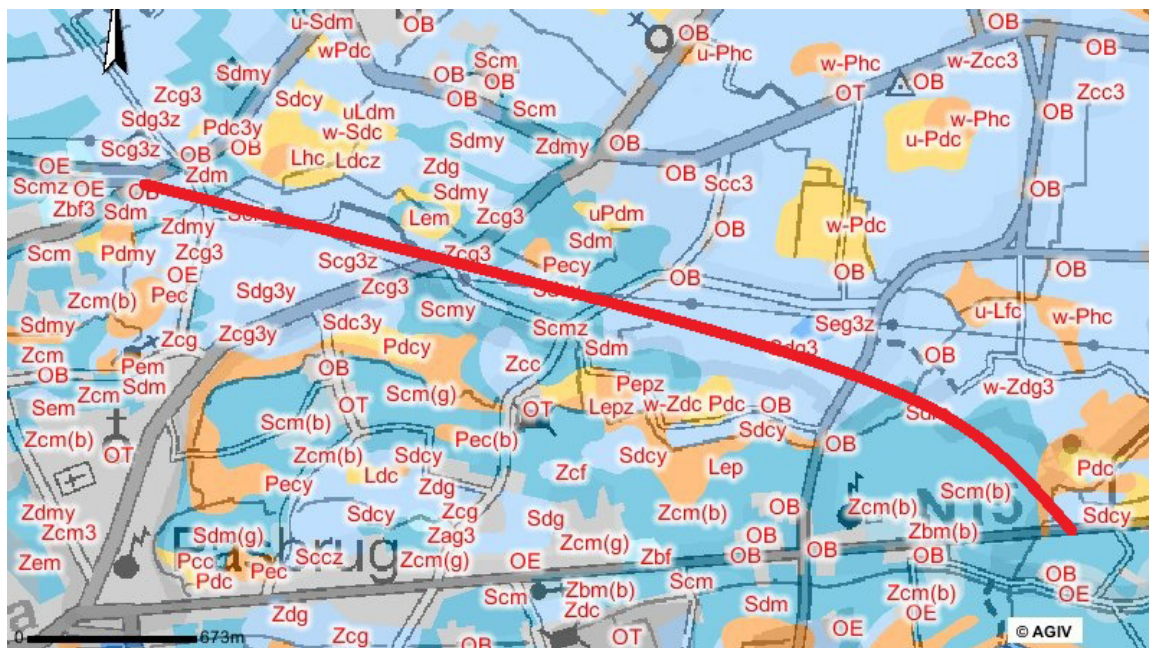 u-Sdm
OB
OB
OB
wPdc
Scm
u-Phc
w-Phc
w-Zcc3
OB
Sdmy
OB
OB
OT
OB
Zcg3
Sdcy
OB
Scm
Zcc3
Sdg3z
uLdm
OB
w-Phc
Pdc3y
w-Sdc
Sdmy
Zdmy
OB
u-Pdc
Scg3z
OB
OB
Lhc
Ldcz
Zdg
OB
OE
Zdm
Scc3
OB
Scmz
OE
OB
Sdmy
Zbf3
Sdm
Lem
Zcg3
uPdm
w-Pdc
Zdmy
OB
Scm
Pdmy
Zcg3
Zcg3
Sdm
Scg3z
Pecy
OB
OB
OB
OE
Zcm(b)
Pec
Sdg3y
Zcg3
u-Lfc
w-Phc
Sdmy
Zcg
Zcg3y
Sdc3y
Scmy
Scmz
Seg3z
Zcm
Pdcy
Sdm
OB
OB
Pem
Zcc
OB
Zcm
Sdm
Scm(g)
Pepz
w-Zdg3
Sem
OT
OT
Lepz
w-Zdc
Pdc
OB
Zcm(b)
Scm(b)
Pec(b)
Sdcy
OB
OT
Zcm(b)
Sdcy
Sdcy
Lep
Pdc
Pecy
Ldc
Zdg
Zcf
Scm(b)
N15
Zdmy
Sdcy
Zcg
Sdg
Zcm(b)
OB
Zcm(b)
Sdcy
Zcm3
Sdm(g)
Zag3
Zcm(g)
Zbm(b)
Zem
Pcc
Sccz
Zcm(g)
OE
Zbf
OB
OB
OB
Pdc
Pec
Scm
Zbm(b)
Scm
OB
Zdg
Zdc
Sdm
Zcm(b)
OE
OE
Zcg
OB
OT
OE
0
673m
© AGIV